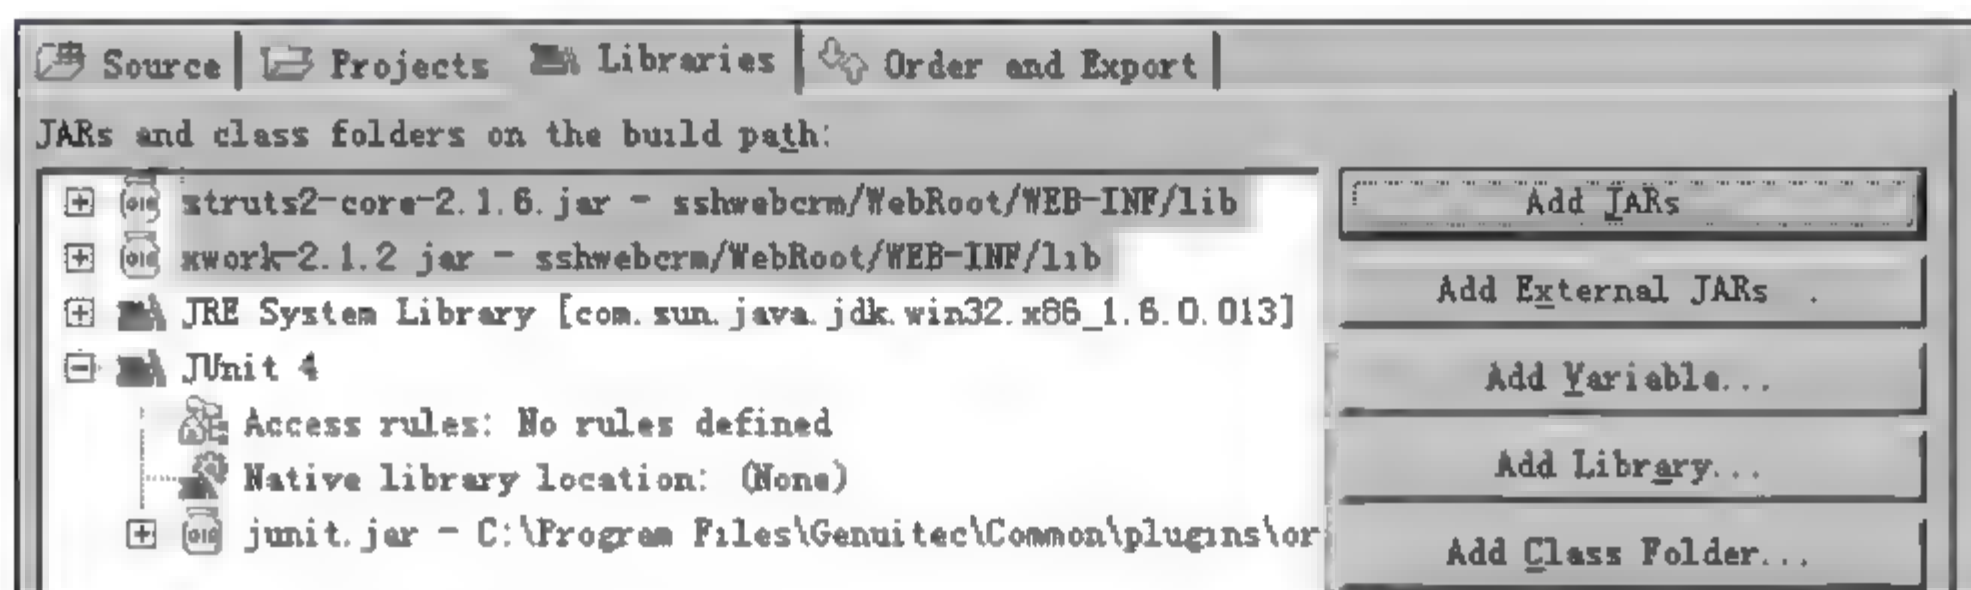 Source Projects Libraries Order and Export
JARs and class folders on the build path:
struts2-core-2.1.6.jar - sshwebcrm/WebRoot/WEB-INF/lib
xwork-2.1.2 jar - sshwebcrm/WebRoot/WEB-INF/lib
JRE System Library [com.sun.java.jdk.win32.x86_1.6.0.013]
JUnit 4
Access rules: No rules defined
Native library location: (None)
junit.jar - C:\Program Files\Genuitec\Common\plugins\or
Add JARs
Add External JARs .
Add Variable...
Add Library...
Add Class Folder...